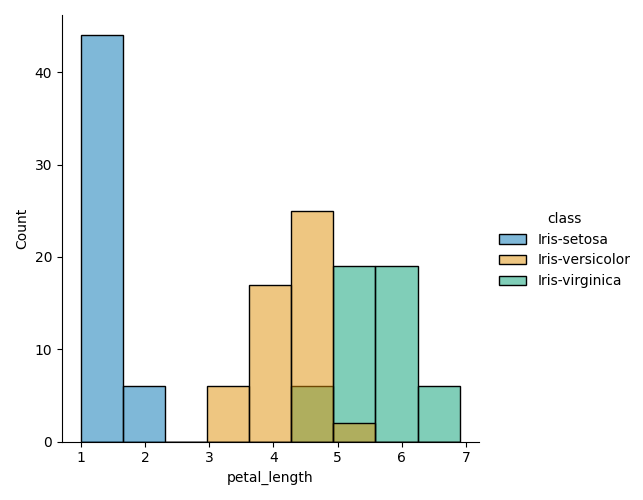 40
30
20
10
0
Count
1 2 3 4 5 6 7
petal_length
class
Iris-setosa
Iris-versicolor
Iris-virginica